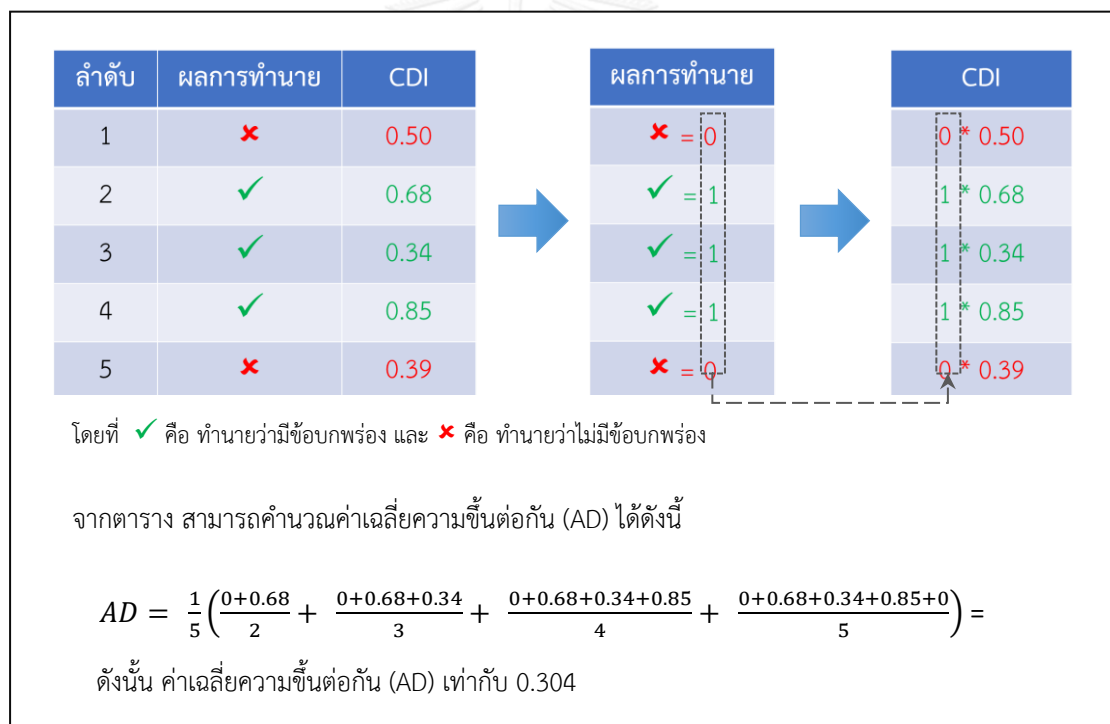 ลำดับ ผลการทำนาย CDI
1 ✘ 0.50
2 ✓ 0.68
3 ✓ 0.34
4 ✓ 0.85
5 ✘ 0.39
ผลการทำนาย
✘ = 0
✓ = 1
✓ = 1
✓ = 1
✘ = 0
CDI
0 * 0.50
1 * 0.68
1 * 0.34
1 * 0.85
0 * 0.39
โดยที่ ✓ คือ ทำนายว่ามีข้อบกพร่อง และ ✘ คือ ทำนายว่าไม่มีข้อบกพร่อง
จากตาราง สามารถคำนวณค่าเฉลี่ยความขึ้นต่อกัน (AD) ได้ดังนี้
AD = 1/5 ( (0+0.68)/2 + (0+0.68+0.34)/3 + (0+0.68+0.34+0.85)/4 + (0+0.68+0.34+0.85+0)/5 ) =
ดังนั้น ค่าเฉลี่ยความขึ้นต่อกัน (AD) เท่ากับ 0.304